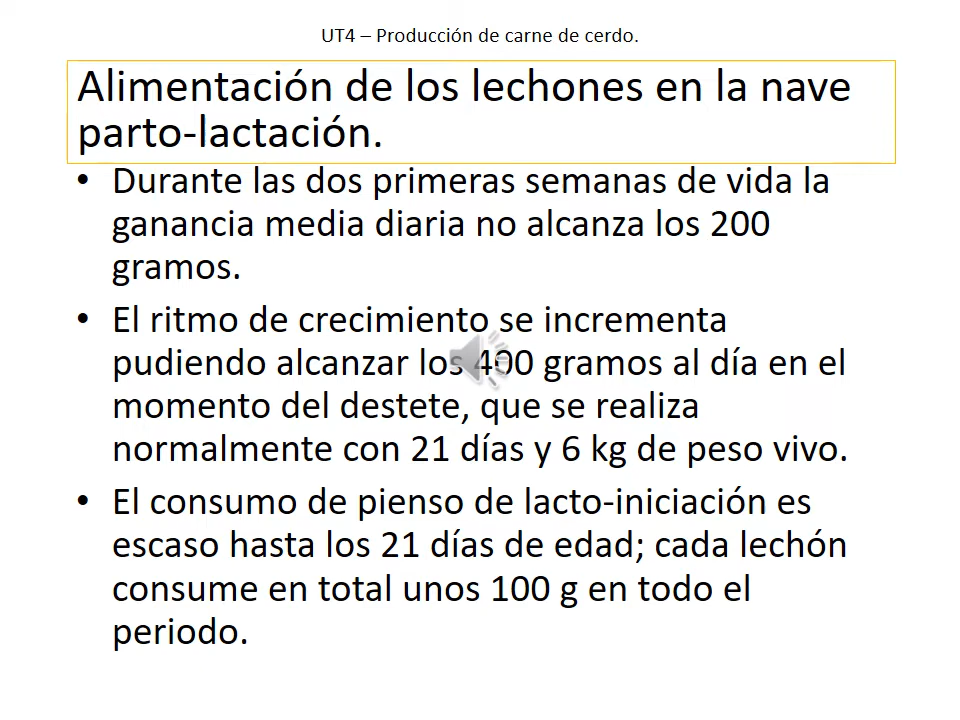 UT4 – Producción de carne de cerdo.
Alimentación de los lechones en la nave
parto-lactación.
• Durante las dos primeras semanas de vida la
ganancia media diaria no alcanza los 200
gramos.
• El ritmo de crecimiento se incrementa
pudiendo alcanzar los 400 gramos al día en el
momento del destete, que se realiza
normalmente con 21 días y 6 kg de peso vivo.
• El consumo de pienso de lacto-iniciación es
escaso hasta los 21 días de edad; cada lechón
consume en total unos 100 g en todo el
periodo.